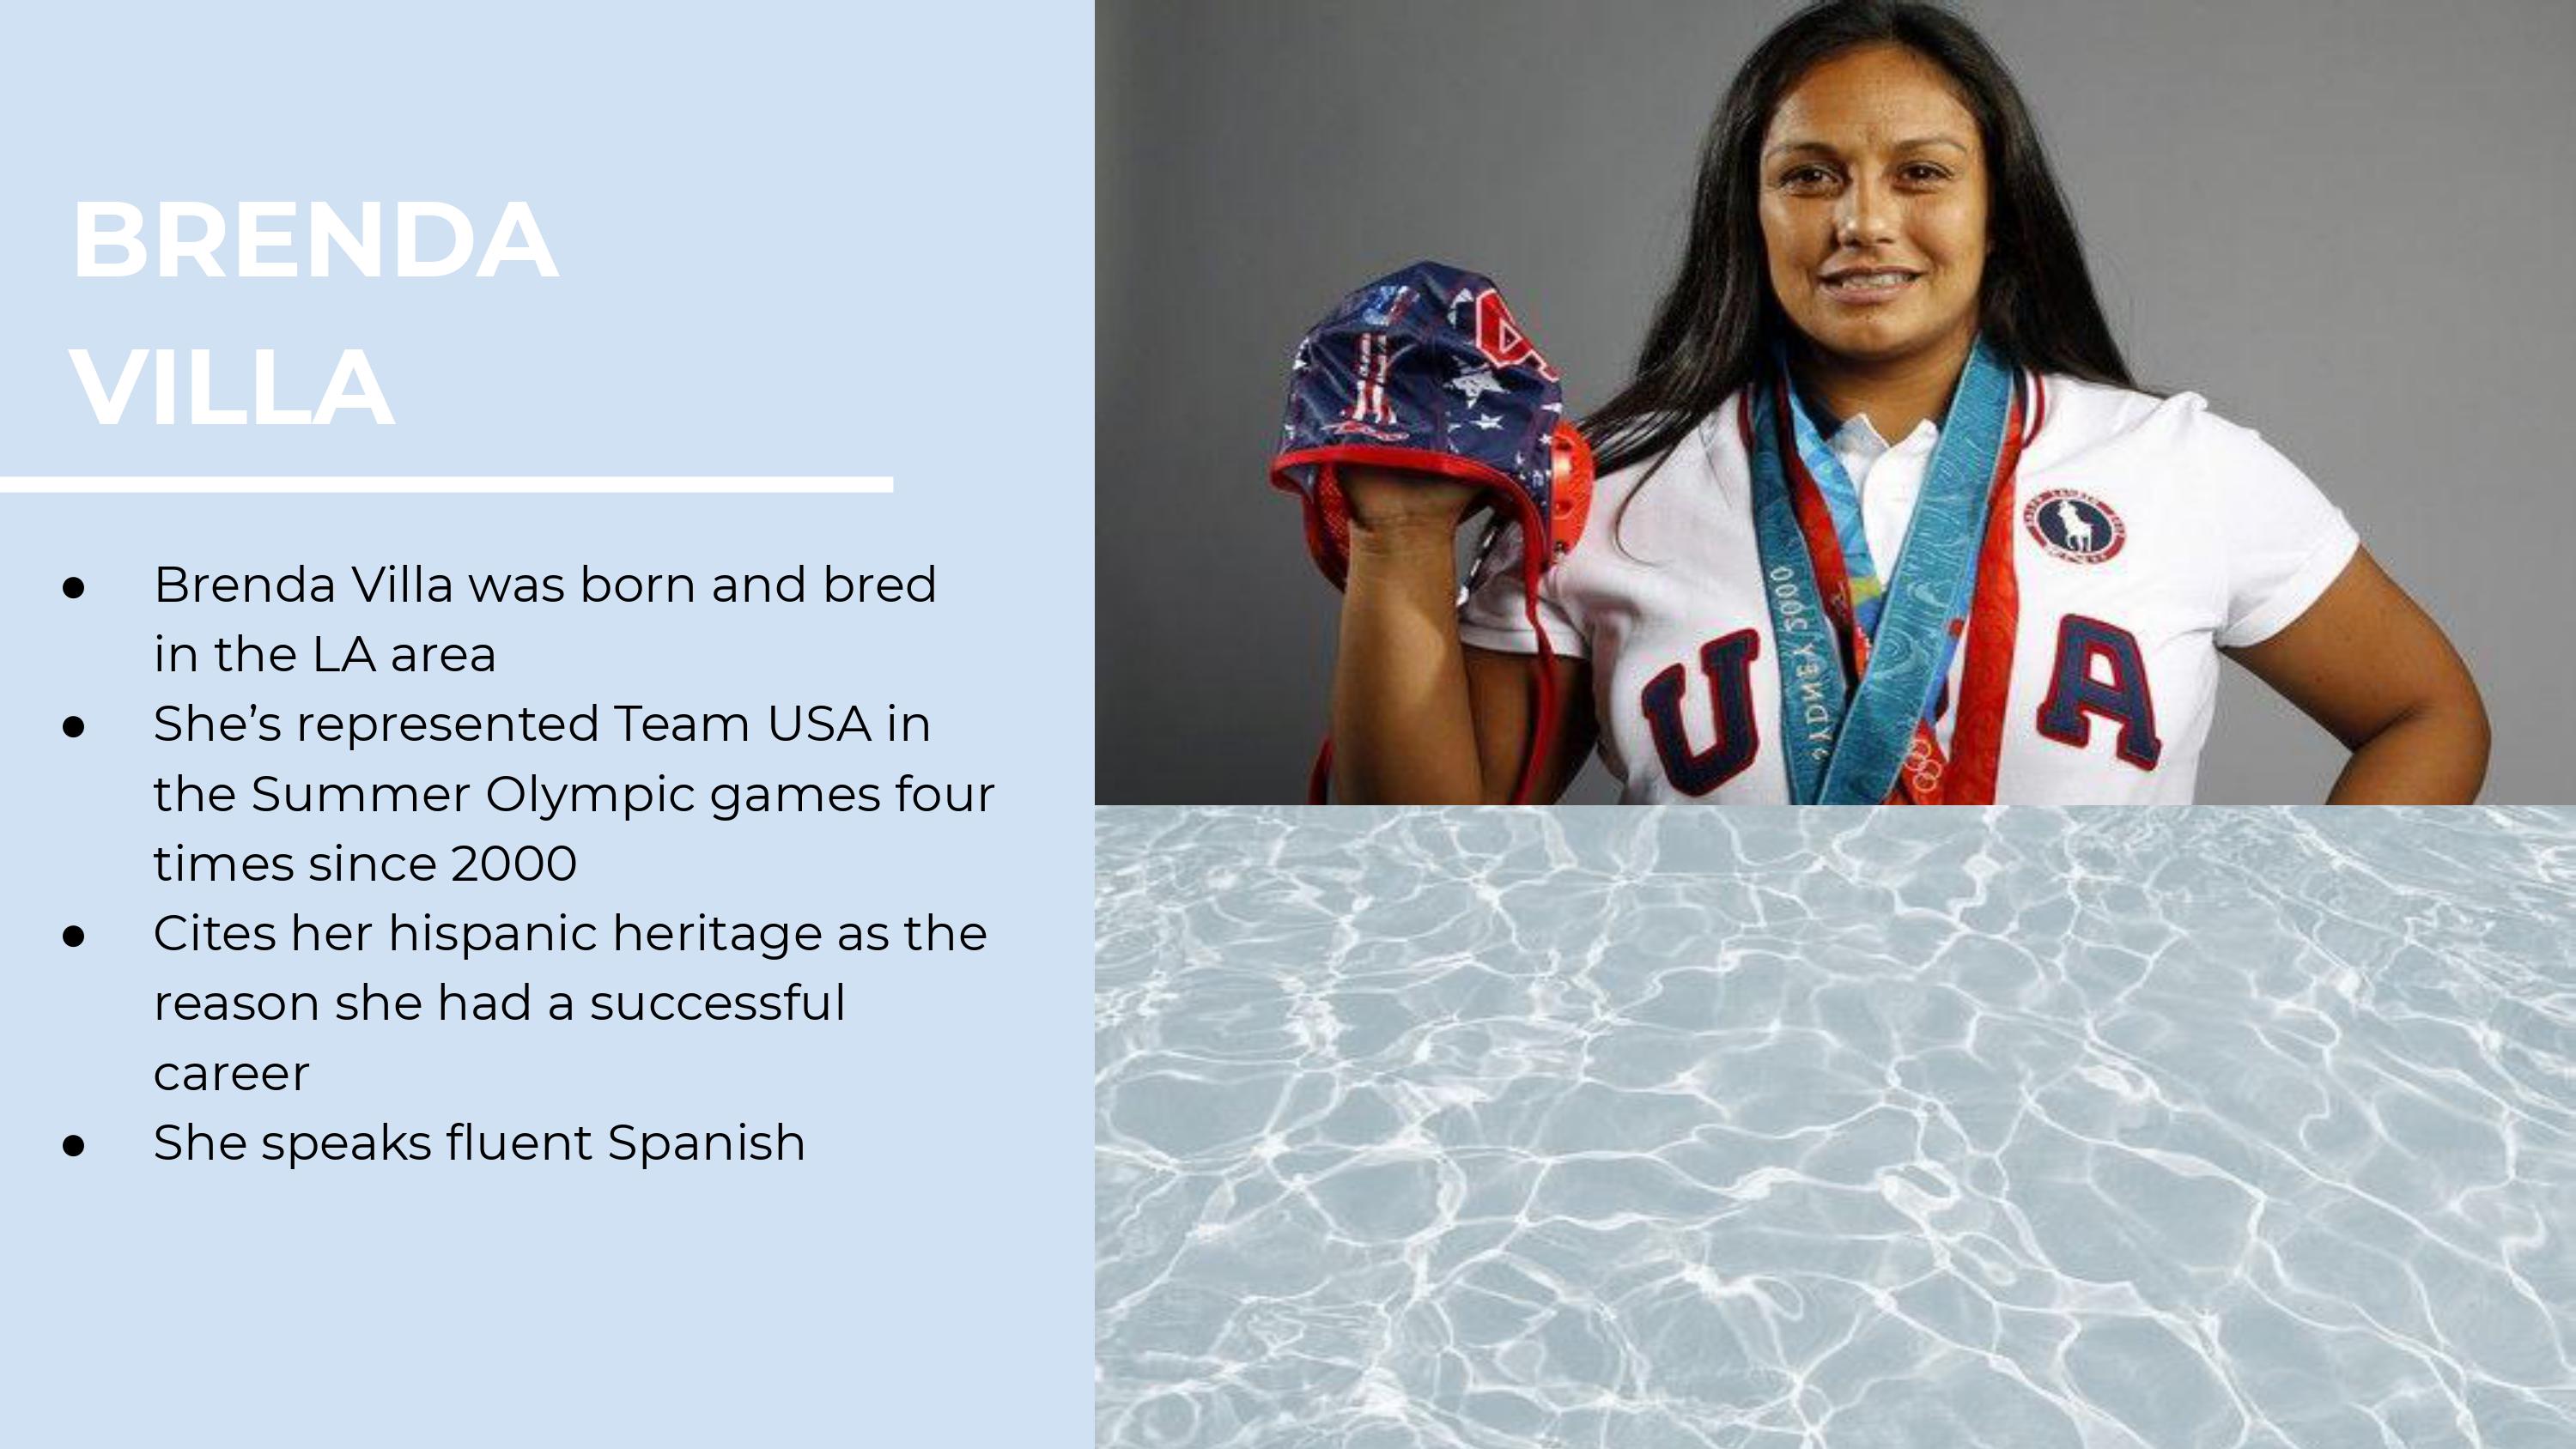 BRENDA
VILLA
● Brenda Villa was born and bred
in the LA area
● She’s represented Team USA in
the Summer Olympic games four
times since 2000
● Cites her hispanic heritage as the
reason she had a successful
career
● She speaks fluent Spanish
4
SYDNEY 2000
U A